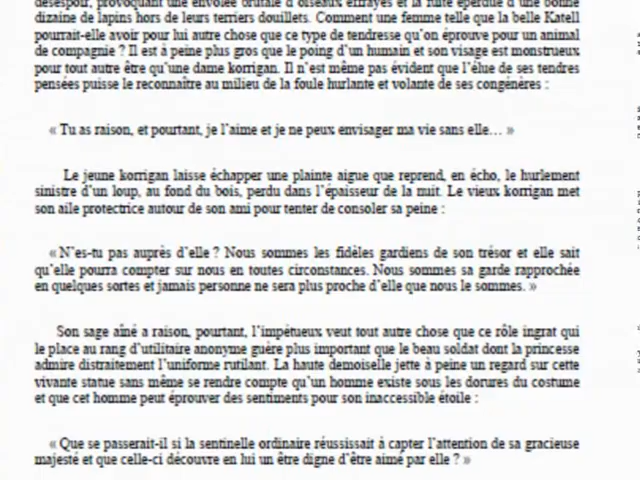 désespoir, provoquant une envolée brutale d'oiseaux effrayés et la fuite éperdue d'une bonne
dizaine de lapins hors de leurs terriers douillets. Comment une femme telle que la belle Katell
pourrait-elle avoir pour lui autre chose que ce type de tendresse qu'on éprouve pour un animal
de compagnie ? Il est à peine plus gros que le poing d'un humain et son visage est monstrueux
pour tout autre être qu'une dame korrigan. Il n'est même pas évident que l'élue de ses tendres
pensées puisse le reconnaître au milieu de la foule hurlante et volante de ses congénères :
« Tu as raison, et pourtant, je l'aime et je ne peux envisager ma vie sans elle… »
Le jeune korrigan laisse échapper une plainte aigue que reprend, en écho, le hurlement
sinistre d'un loup, au fond du bois, perdu dans l'épaisseur de la nuit. Le vieux korrigan met
son aile protectrice autour de son ami pour tenter de consoler sa peine :
« N'es-tu pas auprès d'elle ? Nous sommes les fidèles gardiens de son trésor et elle sait
qu'elle pourra compter sur nous en toutes circonstances. Nous sommes sa garde rapprochée
en quelques sortes et jamais personne ne sera plus proche d'elle que nous le sommes. »
Son sage aîné a raison, pourtant, l'impétueux veut tout autre chose que ce rôle ingrat qui
le place au rang d'utilitaire anonyme guère plus important que le beau soldat dont la princesse
admire distraitement l'uniforme rutilant. La haute demoiselle jette à peine un regard sur cette
vivante statue sans même se rendre compte qu'un homme existe sous les dorures du costume
et que cet homme peut éprouver des sentiments pour son inaccessible étoile :
« Que se passerait-il si la sentinelle ordinaire réussissait à capter l'attention de sa gracieuse
majesté et que celle-ci découvre en lui un être digne d'être aimé par elle ? »